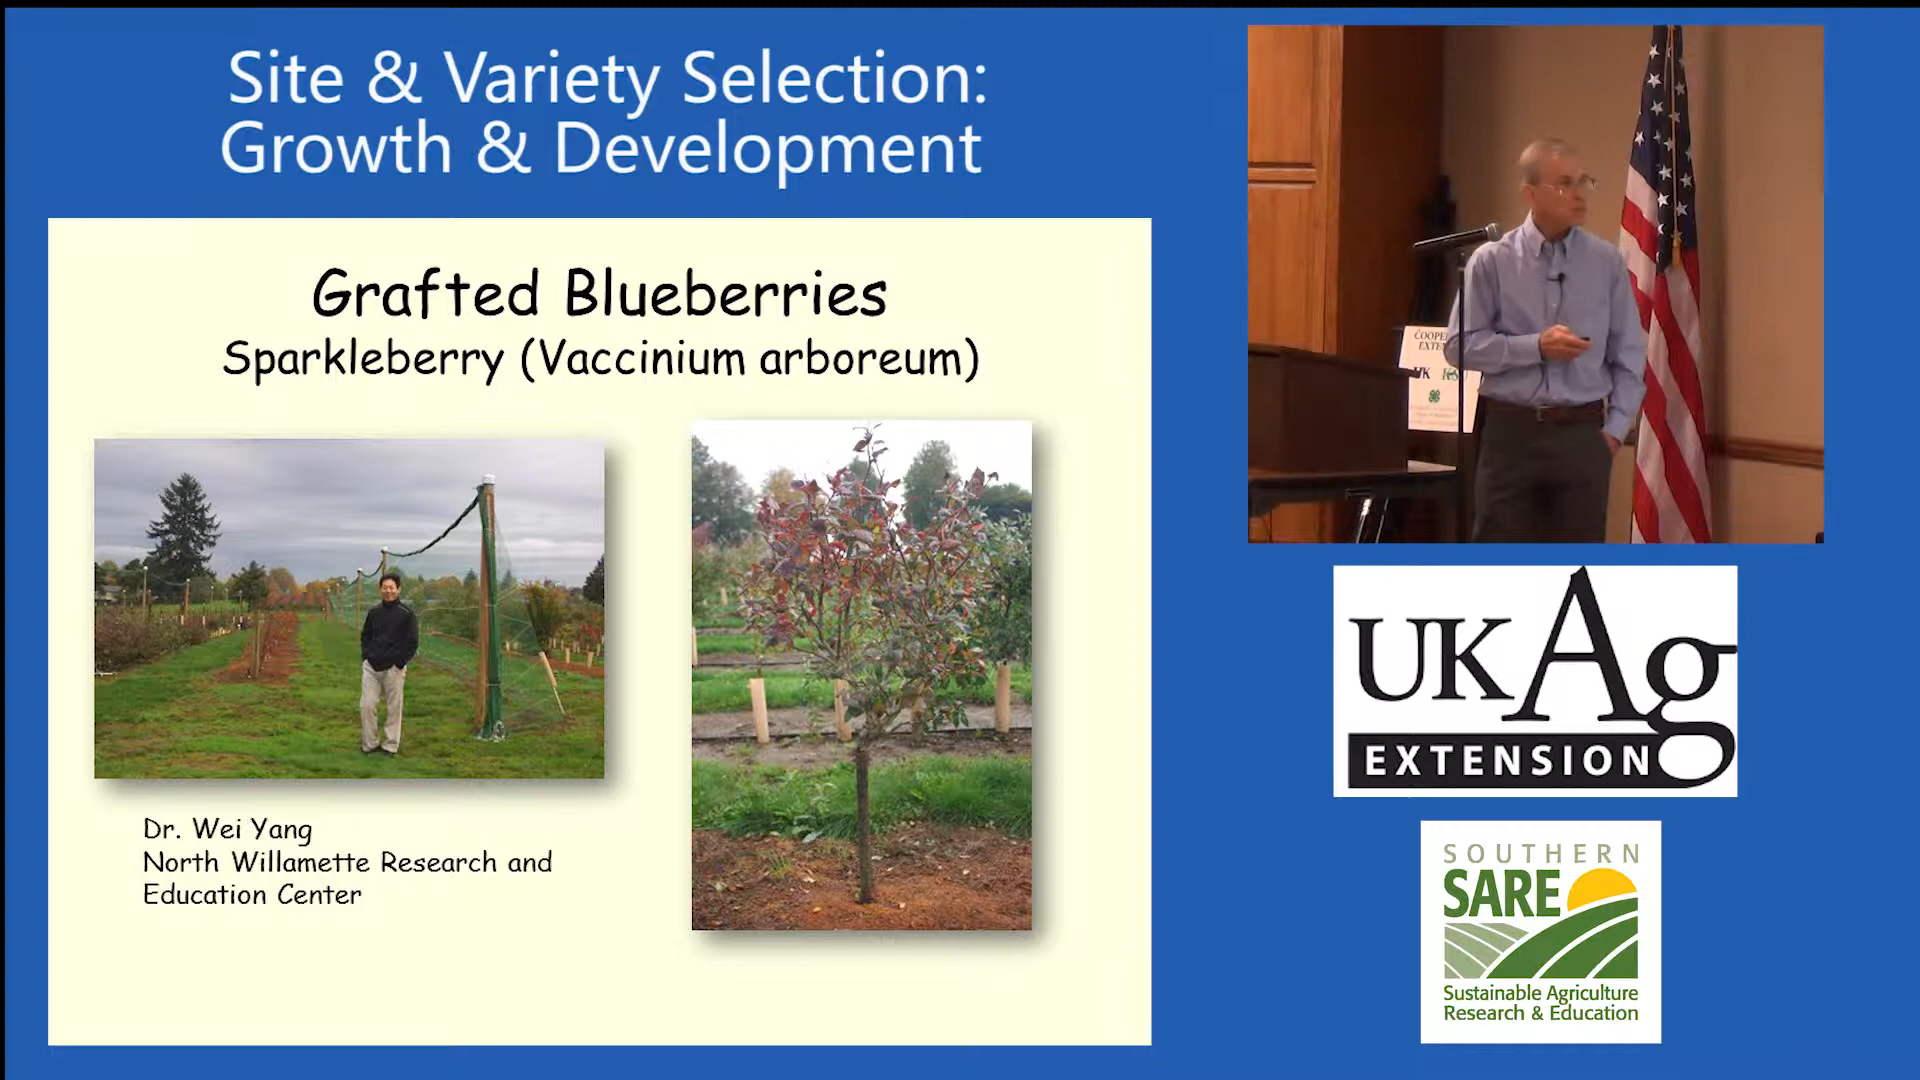 Site & Variety Selection:
Growth & Development
Grafted Blueberries
Sparkleberry (Vaccinium arboreum)
Dr. Wei Yang
North Willamette Research and
Education Center
UK
UKAg
EXTENSION
SOUTHERN
SARE
Sustainable Agriculture
Research & Education